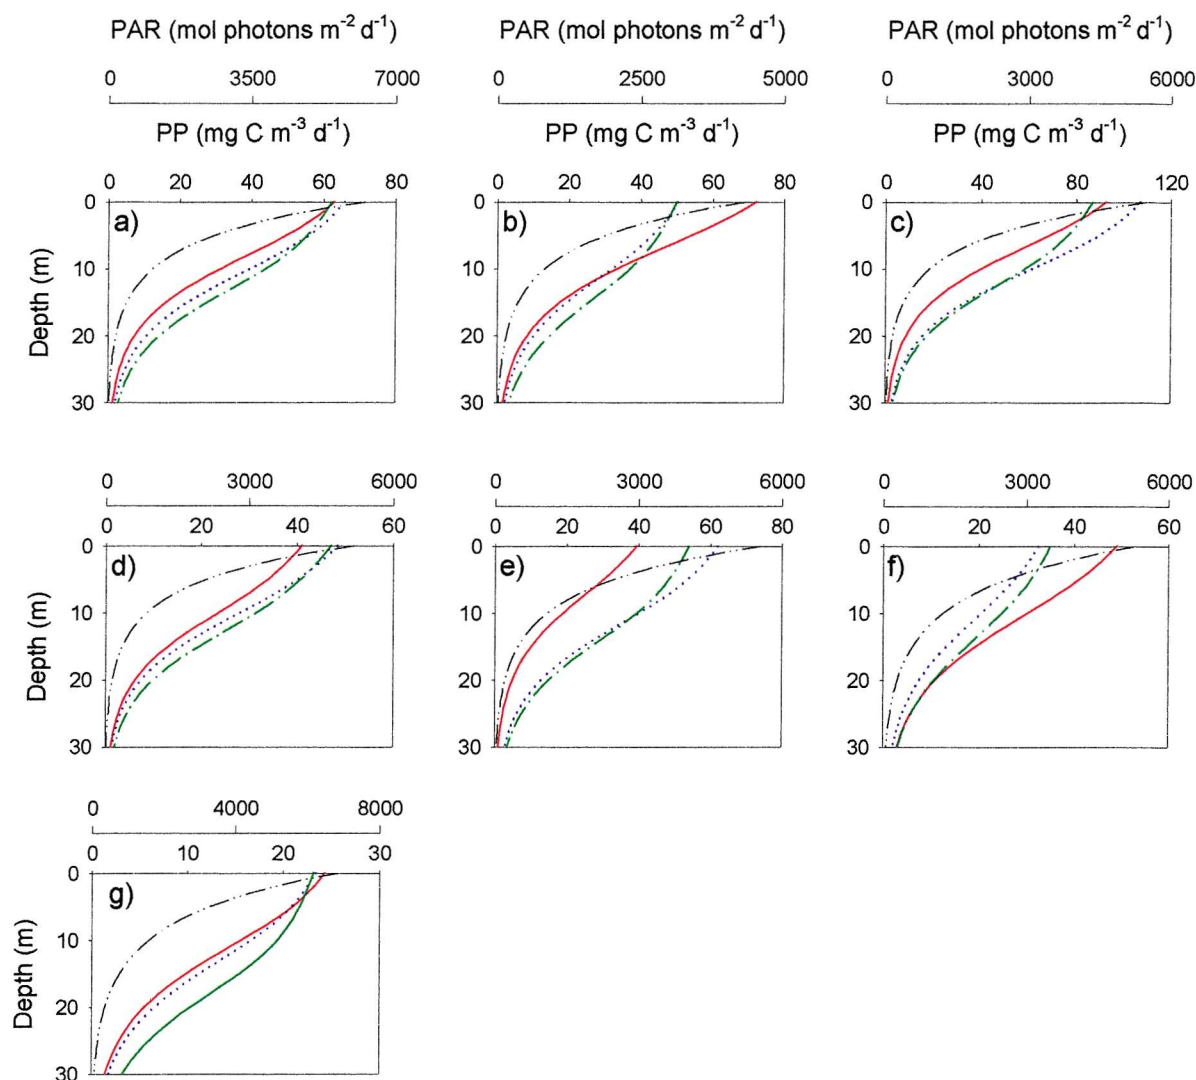 PAR (mol photons m-2 d-1) PAR (mol photons m-2 d-1) PAR (mol photons m-2 d-1)
0 3500 7000 0 2500 5000 0 3000 6000
PP (mg C m-3 d-1) PP (mg C m-3 d-1) PP (mg C m-3 d-1)
0 20 40 60 80 0 20 40 60 80 0 40 80 120
0 0 0
a) b) c)
10 10 10
Depth (m)
20 20 20
30 30 30
0 3000 6000 0 3000 6000 0 3000 6000
0 20 40 60 0 20 40 60 80 0 20 40 60
0 0 0
d) e) f)
10 10 10
Depth (m)
20 20 20
30 30 30
0 4000 8000
0 10 20 30
0
g)
10
Depth (m)
20
30